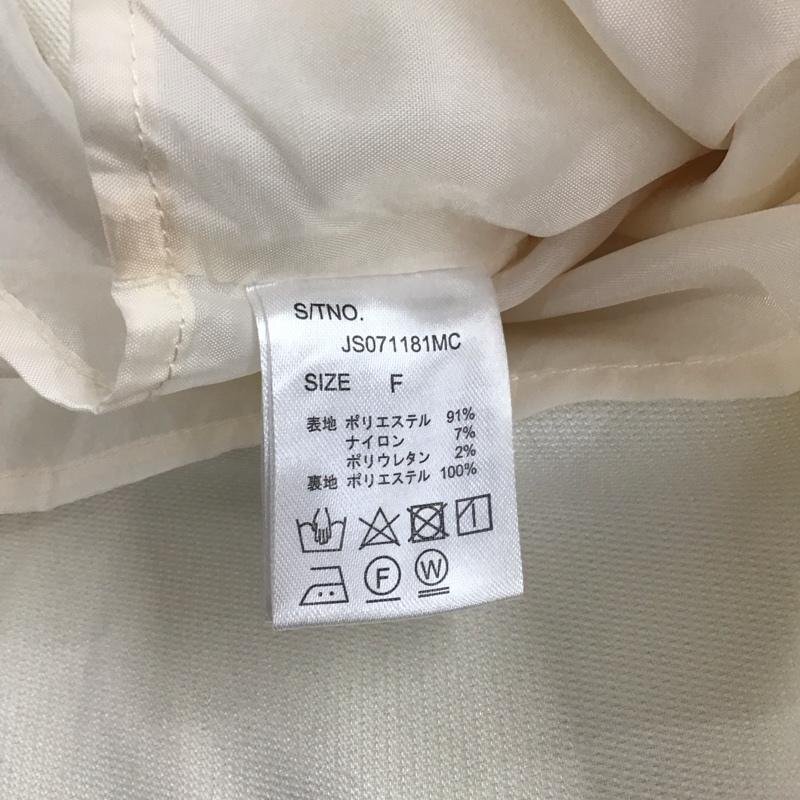 S/TNO.
JS071181MC
SIZE F
表地 ポリエステル 91%
ナイロン 7%
ポリウレタン 2%
裏地 ポリエステル 100%
F W